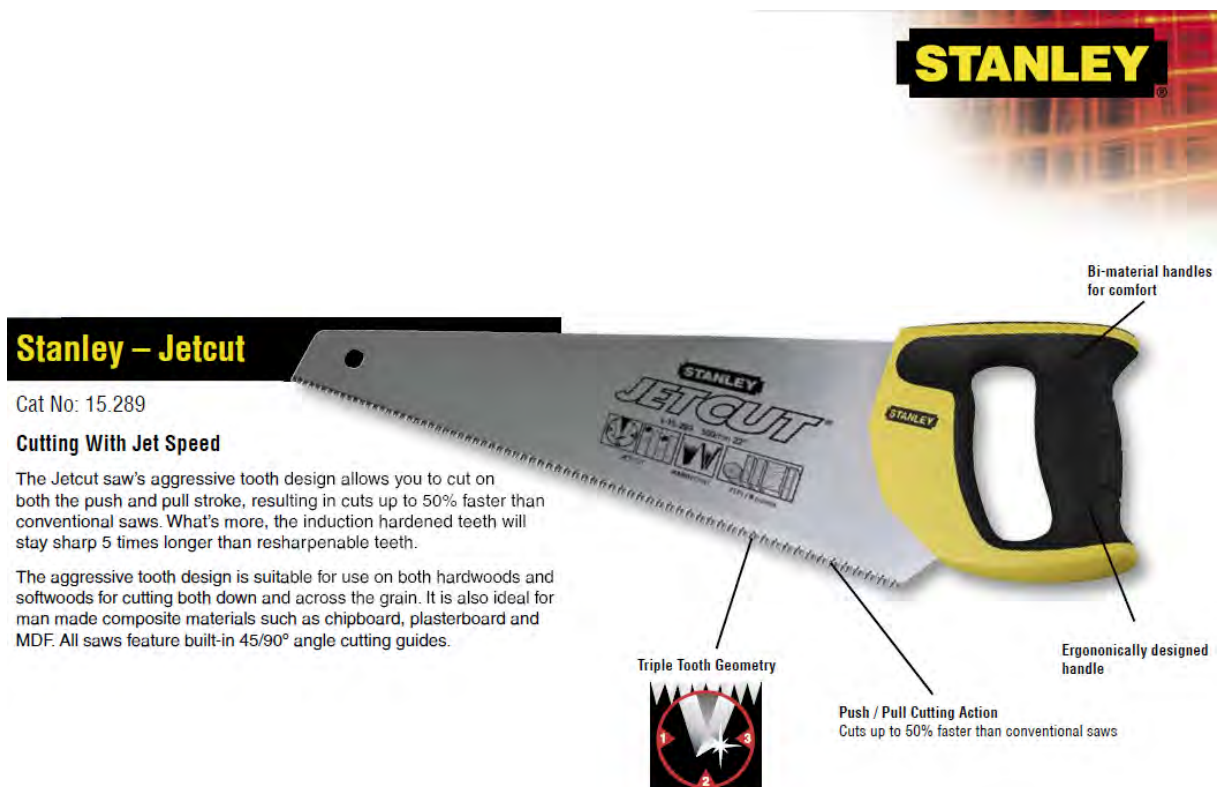 STANLEY
®
Bi-material handles
for comfort
Stanley – Jetcut
Cat No: 15.289
Cutting With Jet Speed
The Jetcut saw's aggressive tooth design allows you to cut on
both the push and pull stroke, resulting in cuts up to 50% faster than
conventional saws. What's more, the induction hardened teeth will
stay sharp 5 times longer than resharpenable teeth.
The aggressive tooth design is suitable for use on both hardwoods and
softwoods for cutting both down and across the grain. It is also ideal for
man made composite materials such as chipboard, plasterboard and
MDF. All saws feature built-in 45/90º angle cutting guides.
STANLEY
JETCUT
STANLEY
Triple Tooth Geometry
1
3
2
Push / Pull Cutting Action
Cuts up to 50% faster than conventional saws
Ergononically designed
handle